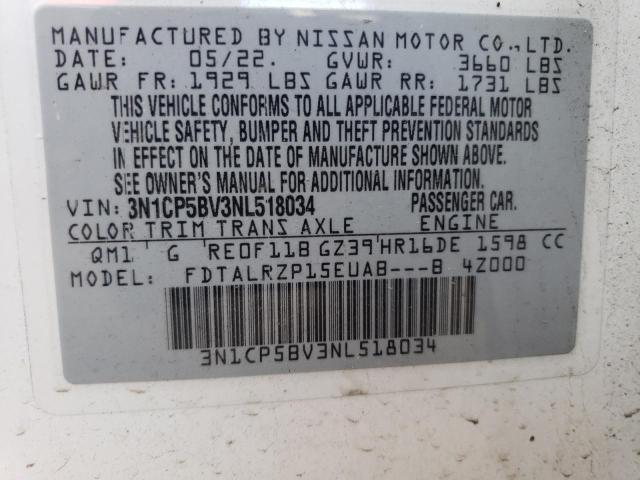 MANUFACTURED BY NISSAN MOTOR CO., LTD.
DATE: 05/22. GVWR: 3660 LBS
GAWR FR: 1929 LBS GAWR RR: 1731 LBS
THIS VEHICLE CONFORMS TO ALL APPLICABLE FEDERAL MOTOR
VEHICLE SAFETY, BUMPER AND THEFT PREVENTION STANDARDS
IN EFFECT ON THE DATE OF MANUFACTURE SHOWN ABOVE.
SEE OWNER'S MANUAL FOR ADDITIONAL INFORMATION.
VIN: 3N1CP5BV3NL518034 PASSENGER CAR.
COLOR TRIM TRANS AXLE ENGINE
QM1 G RE0F11B GZ39 HR16DE 1598 CC
MODEL: FDTALRZP15EUAB---B 4Z000
3N1CP5BV3NL518034